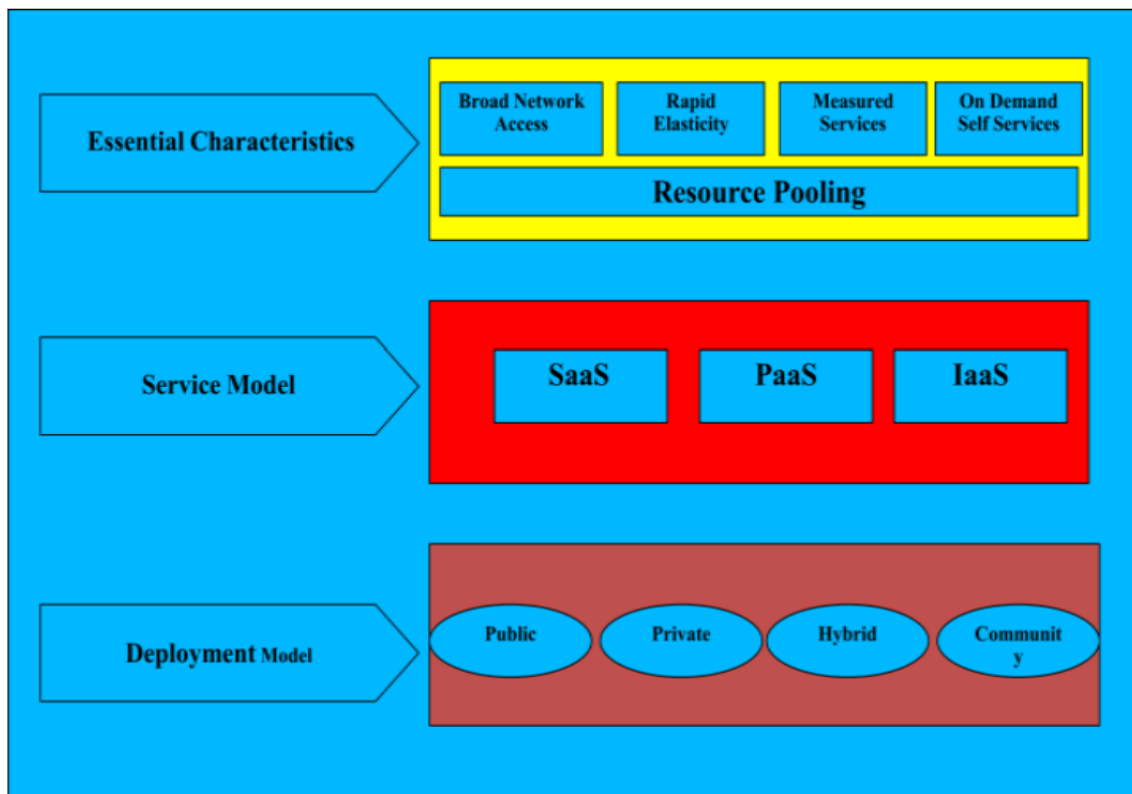 Essential Characteristics
Broad Network
Access
Rapid
Elasticity
Measured
Services
On Demand
Self Services
Resource Pooling
Service Model
SaaS
PaaS
IaaS
Deployment Model
Public
Private
Hybrid
Communit
y